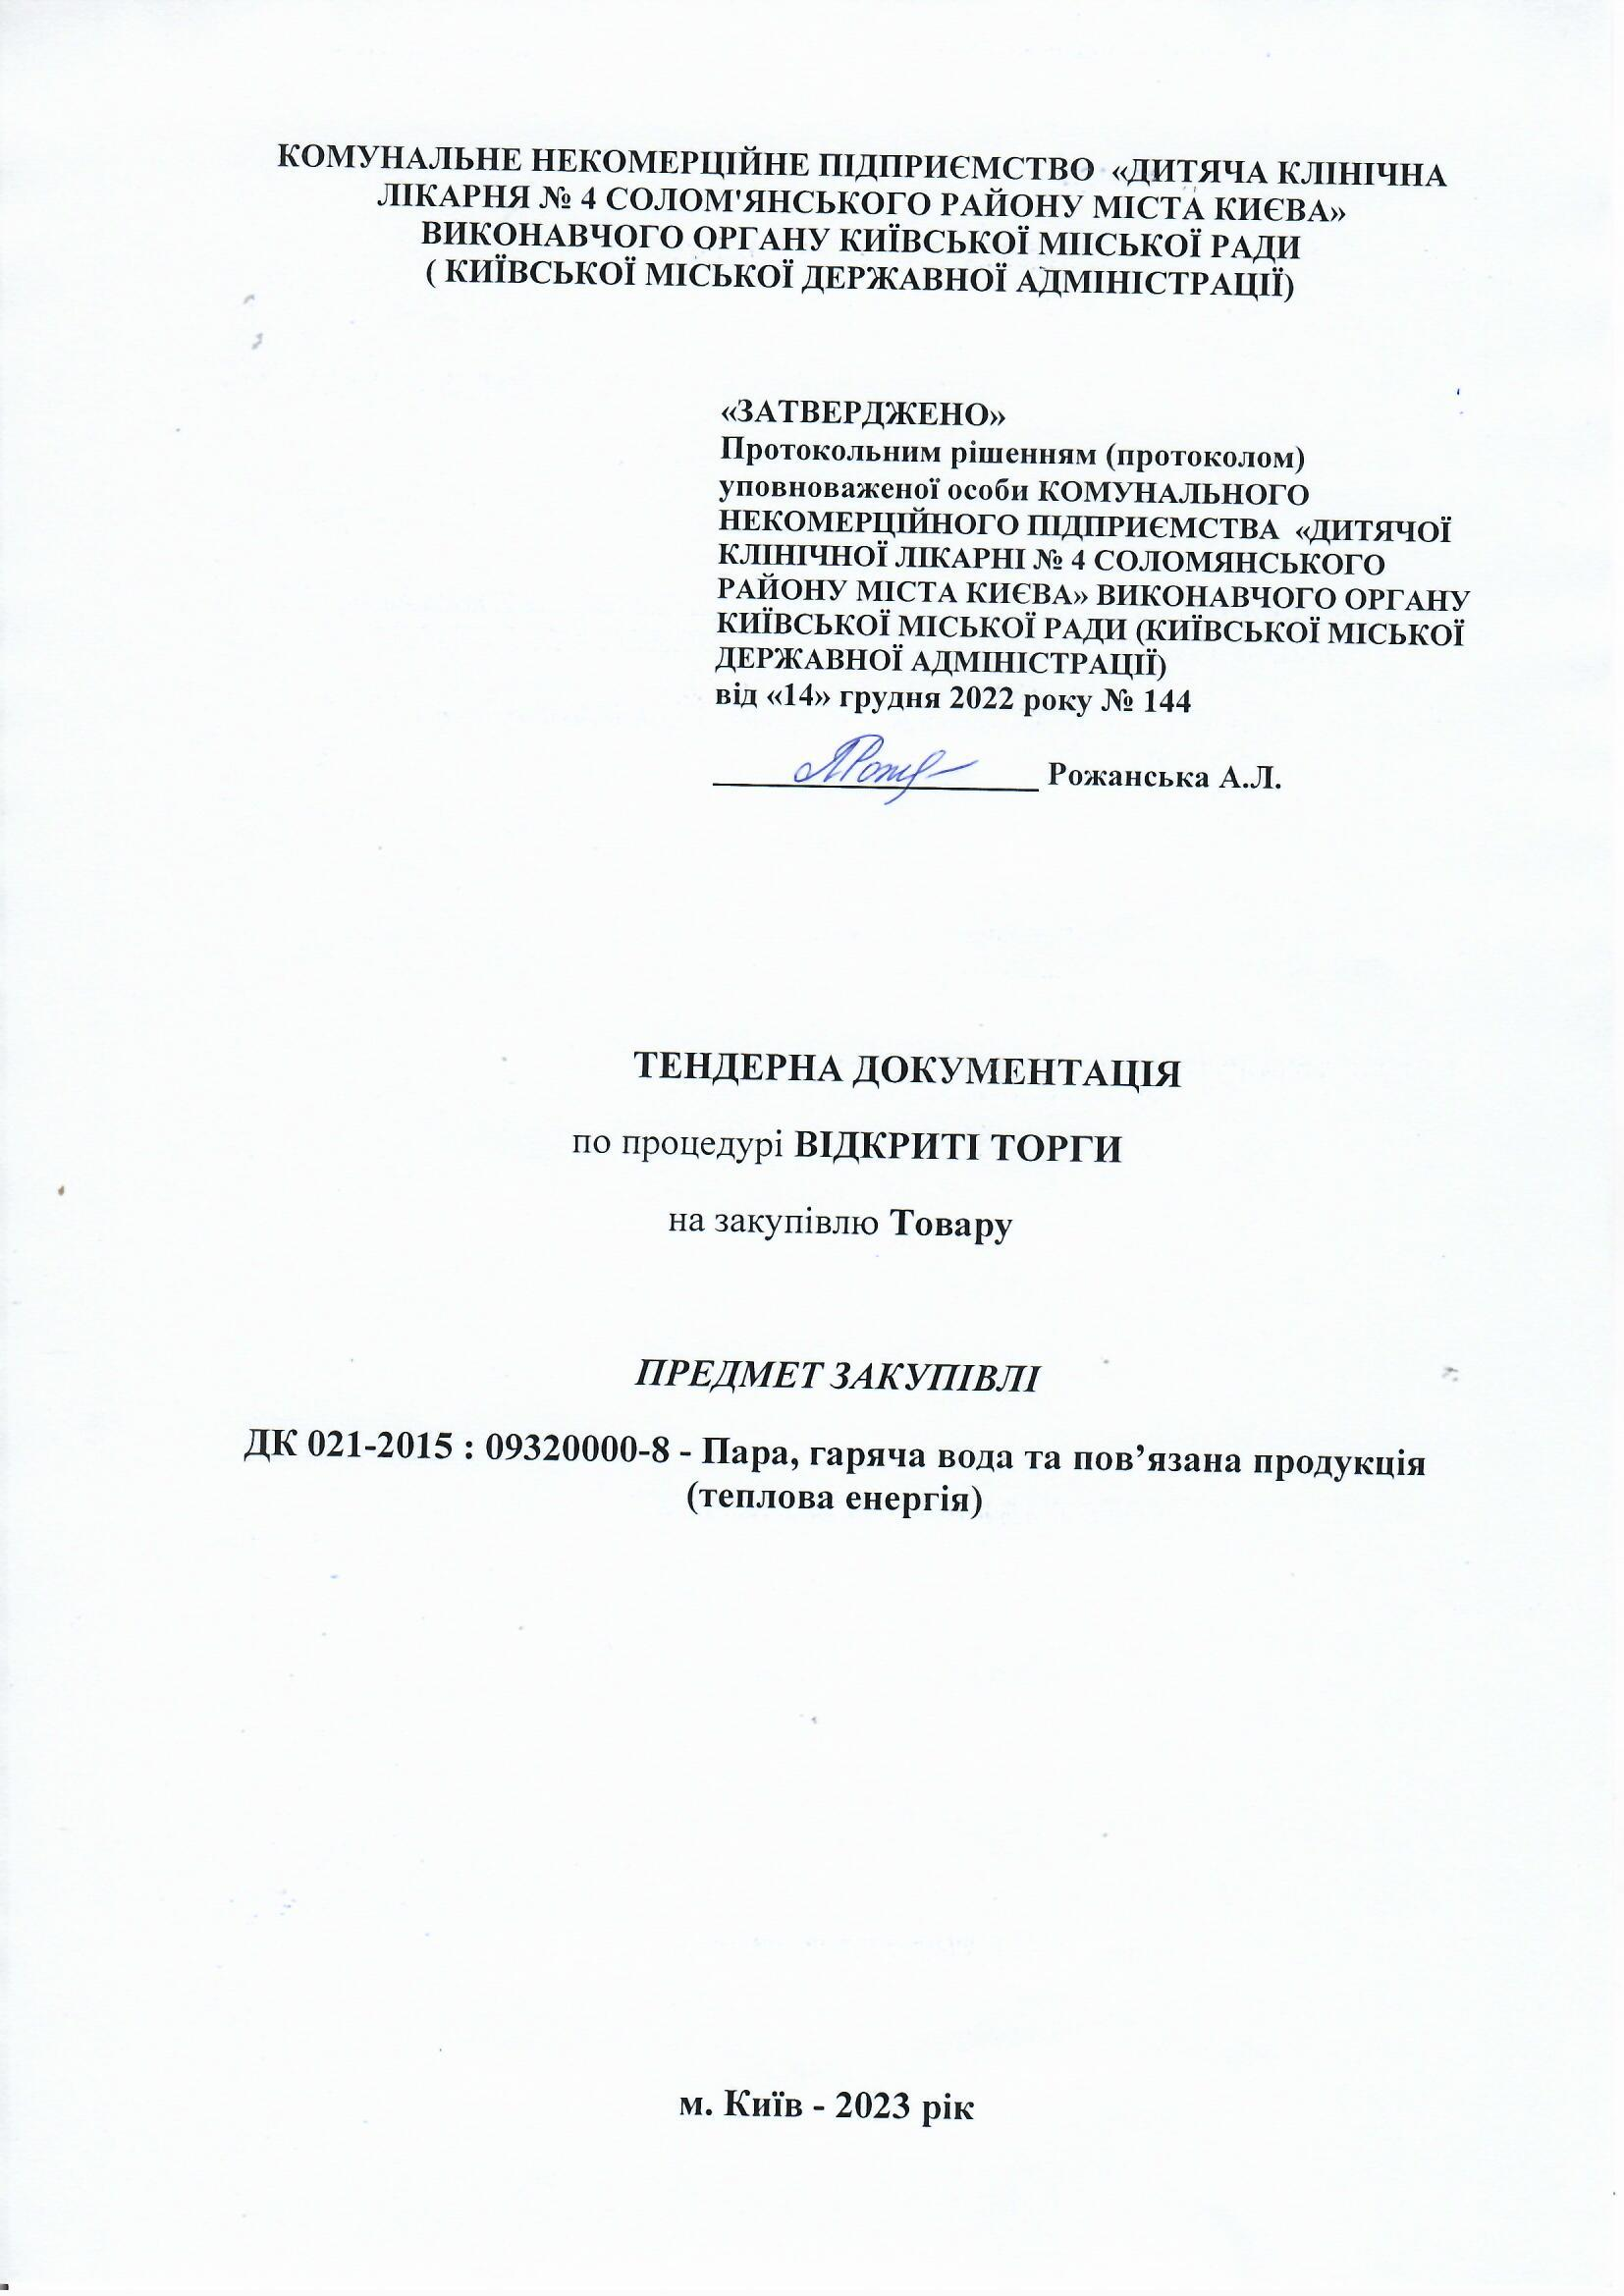 КОМУНАЛЬНЕ НЕКОМЕРЦІЙНЕ ПІДПРИЄМСТВО «ДИТЯЧА КЛІНІЧНА
ЛІКАРНЯ № 4 СОЛОМ'ЯНСЬКОГО РАЙОНУ МІСТА КИЄВА»
ВИКОНАВЧОГО ОРГАНУ КИЇВСЬКОЇ МІІСЬКОЇ РАДИ
( КИЇВСЬКОЇ МІСЬКОЇ ДЕРЖАВНОЇ АДМІНІСТРАЦІЇ)
«ЗАТВЕРДЖЕНО»
Протокольним рішенням (протоколом)
уповноваженої особи КОМУНАЛЬНОГО
НЕКОМЕРЦІЙНОГО ПІДПРИЄМСТВА «ДИТЯЧОЇ
КЛІНІЧНОЇ ЛІКАРНІ № 4 СОЛОМЯНСЬКОГО
РАЙОНУ МІСТА КИЄВА» ВИКОНАВЧОГО ОРГАНУ
КИЇВСЬКОЇ МІСЬКОЇ РАДИ (КИЇВСЬКОЇ МІСЬКОЇ
ДЕРЖАВНОЇ АДМІНІСТРАЦІЇ)
від «14» грудня 2022 року № 144
Рожанська А.Л.
ТЕНДЕРНА ДОКУМЕНТАЦІЯ
по процедурі ВІДКРИТІ ТОРГИ
на закупівлю Товару
ПРЕДМЕТ ЗАКУПІВЛІ
ДК 021-2015 : 09320000-8 - Пара, гаряча вода та пов’язана продукція
(теплова енергія)
м. Київ - 2023 рік